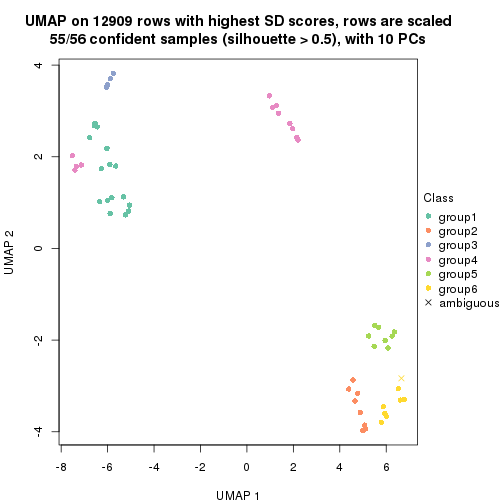 UMAP on 12909 rows with highest SD scores, rows are scaled
55/56 confident samples (silhouette > 0.5), with 10 PCs
4
2
0
-2
-4
UMAP 2
-8
-6
-4
-2
0
2
4
6
UMAP 1
Class
group1
group2
group3
group4
group5
group6
ambiguous